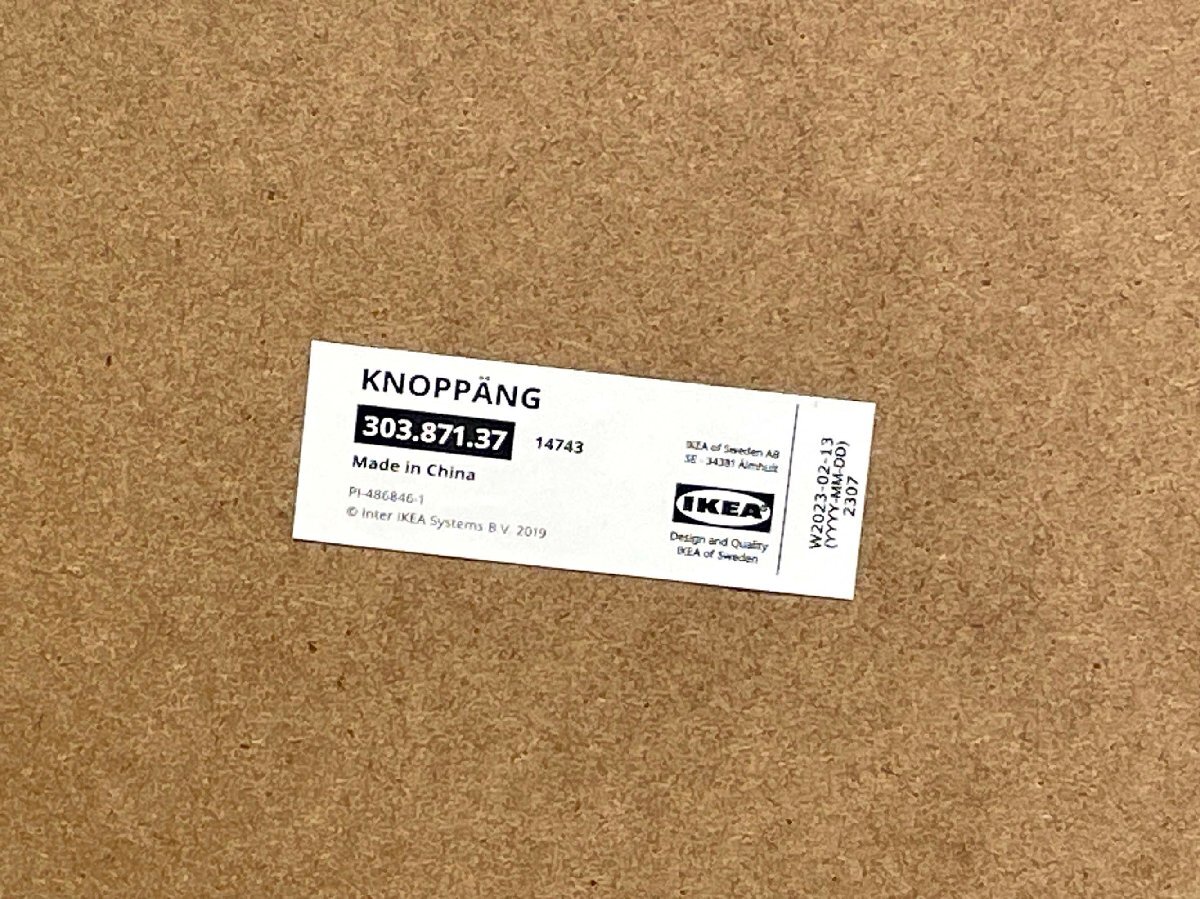 KNOPPÄNG
303.871.37 14743
Made in China
PI-486846-1
© Inter IKEA Systems B.V. 2019
IKEA of Sweden AB
SE - 34381 Älmhult
IKEA®
Design and Quality
IKEA of Sweden
W2023-02-13
(YYYY-MM-DD)
2307